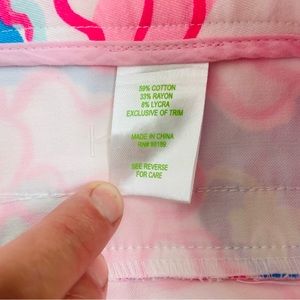 59% COTTON
33% RAYON
8% LYCRA
EXCLUSIVE OF TRIM
MADE IN CHINA
RN#
SEE REVERSE
FOR CARE